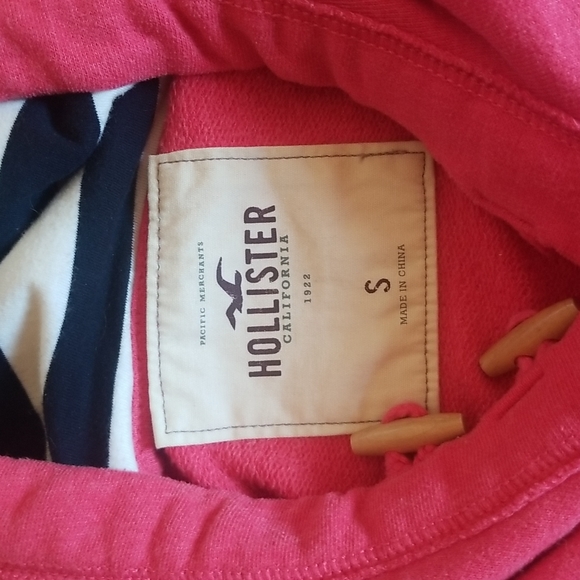 PACIFIC MERCHANTS
HOLLISTER
CALIFORNIA
1922
S
MADE IN CHINA